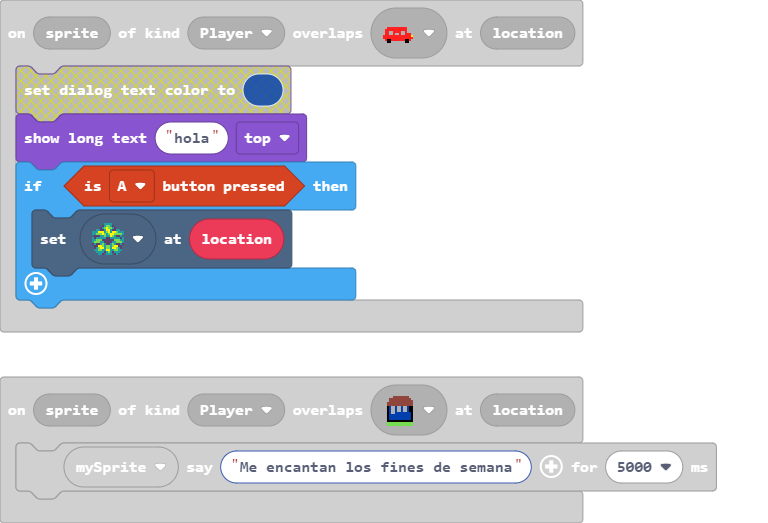 on sprite of kind Player overlaps at location
set dialog text color to
show long text "hola" top
if is A button pressed then
set at location
on sprite of kind Player overlaps at location
mySprite say "Me encantan los fines de semana" for 5000 ms